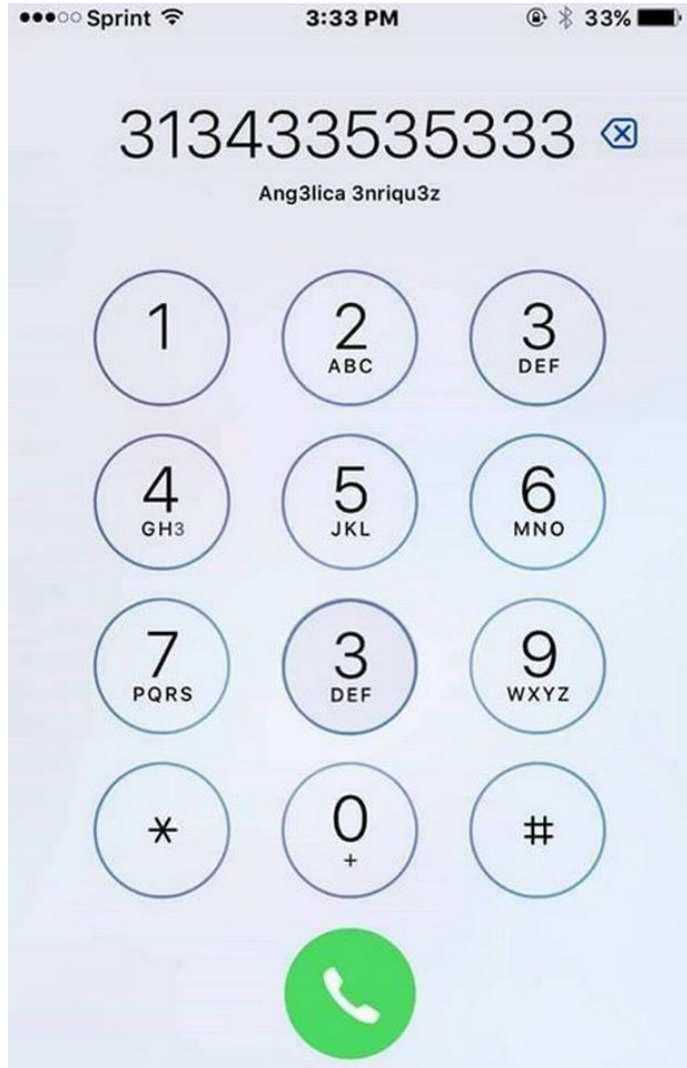 Sprint 3:33 PM 33%
313433535333
Ang3lica 3nriqu3z
1 2 3
ABC DEF
4 5 6
GH3 JKL MNO
7 3 9
PQRS DEF WXYZ
* 0 #
+